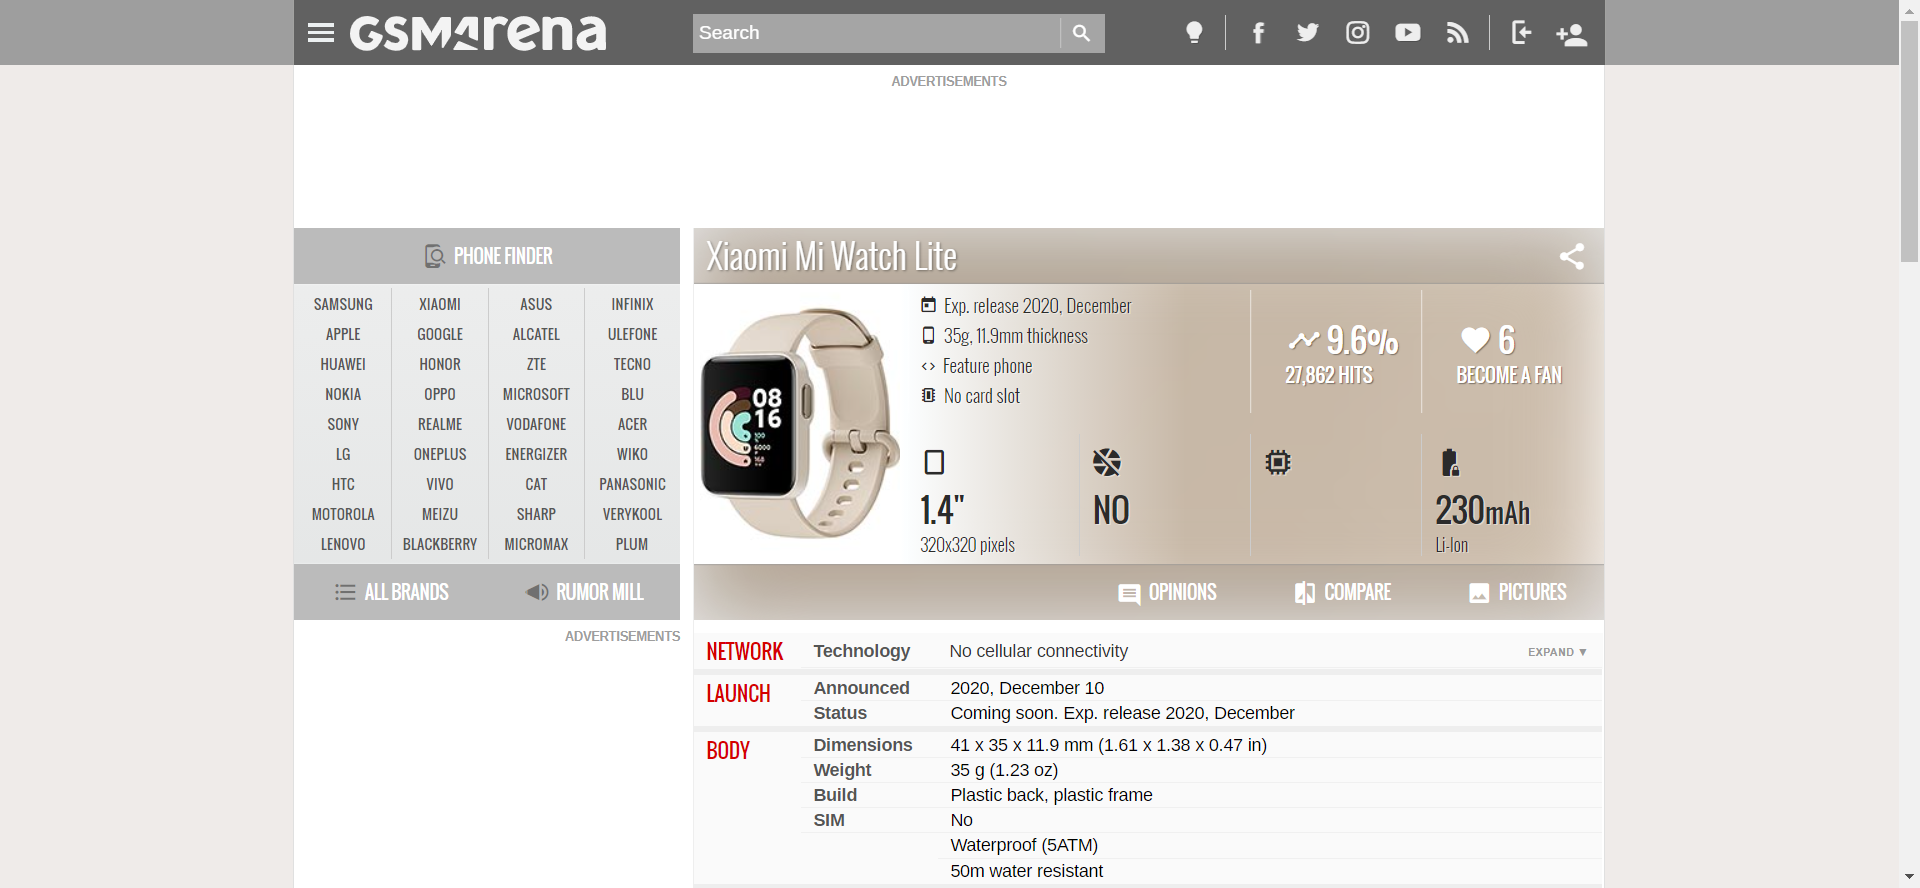 GSMArena
Search
ADVERTISEMENTS
PHONE FINDER
SAMSUNG XIAOMI ASUS INFINIX
APPLE GOOGLE ALCATEL ULEFONE
HUAWEI HONOR ZTE TECNO
NOKIA OPPO MICROSOFT BLU
SONY REALME VODAFONE ACER
LG ONEPLUS ENERGIZER WIKO
HTC VIVO CAT PANASONIC
MOTOROLA MEIZU SHARP VERYKOOL
LENOVO BLACKBERRY MICROMAX PLUM
ALL BRANDS RUMOR MILL
ADVERTISEMENTS
Xiaomi Mi Watch Lite
08
16
100
6000
168
Exp. release 2020, December
35g, 11.9mm thickness
Feature phone
No card slot
9.6%
27,862 HITS
6
BECOME A FAN
1.4"
320x320 pixels
NO
230mAh
Li-Ion
OPINIONS COMPARE PICTURES
NETWORK Technology No cellular connectivity EXPAND ▼
LAUNCH Announced 2020, December 10
Status Coming soon. Exp. release 2020, December
BODY Dimensions 41 x 35 x 11.9 mm (1.61 x 1.38 x 0.47 in)
Weight 35 g (1.23 oz)
Build Plastic back, plastic frame
SIM No
Waterproof (5ATM)
50m water resistant